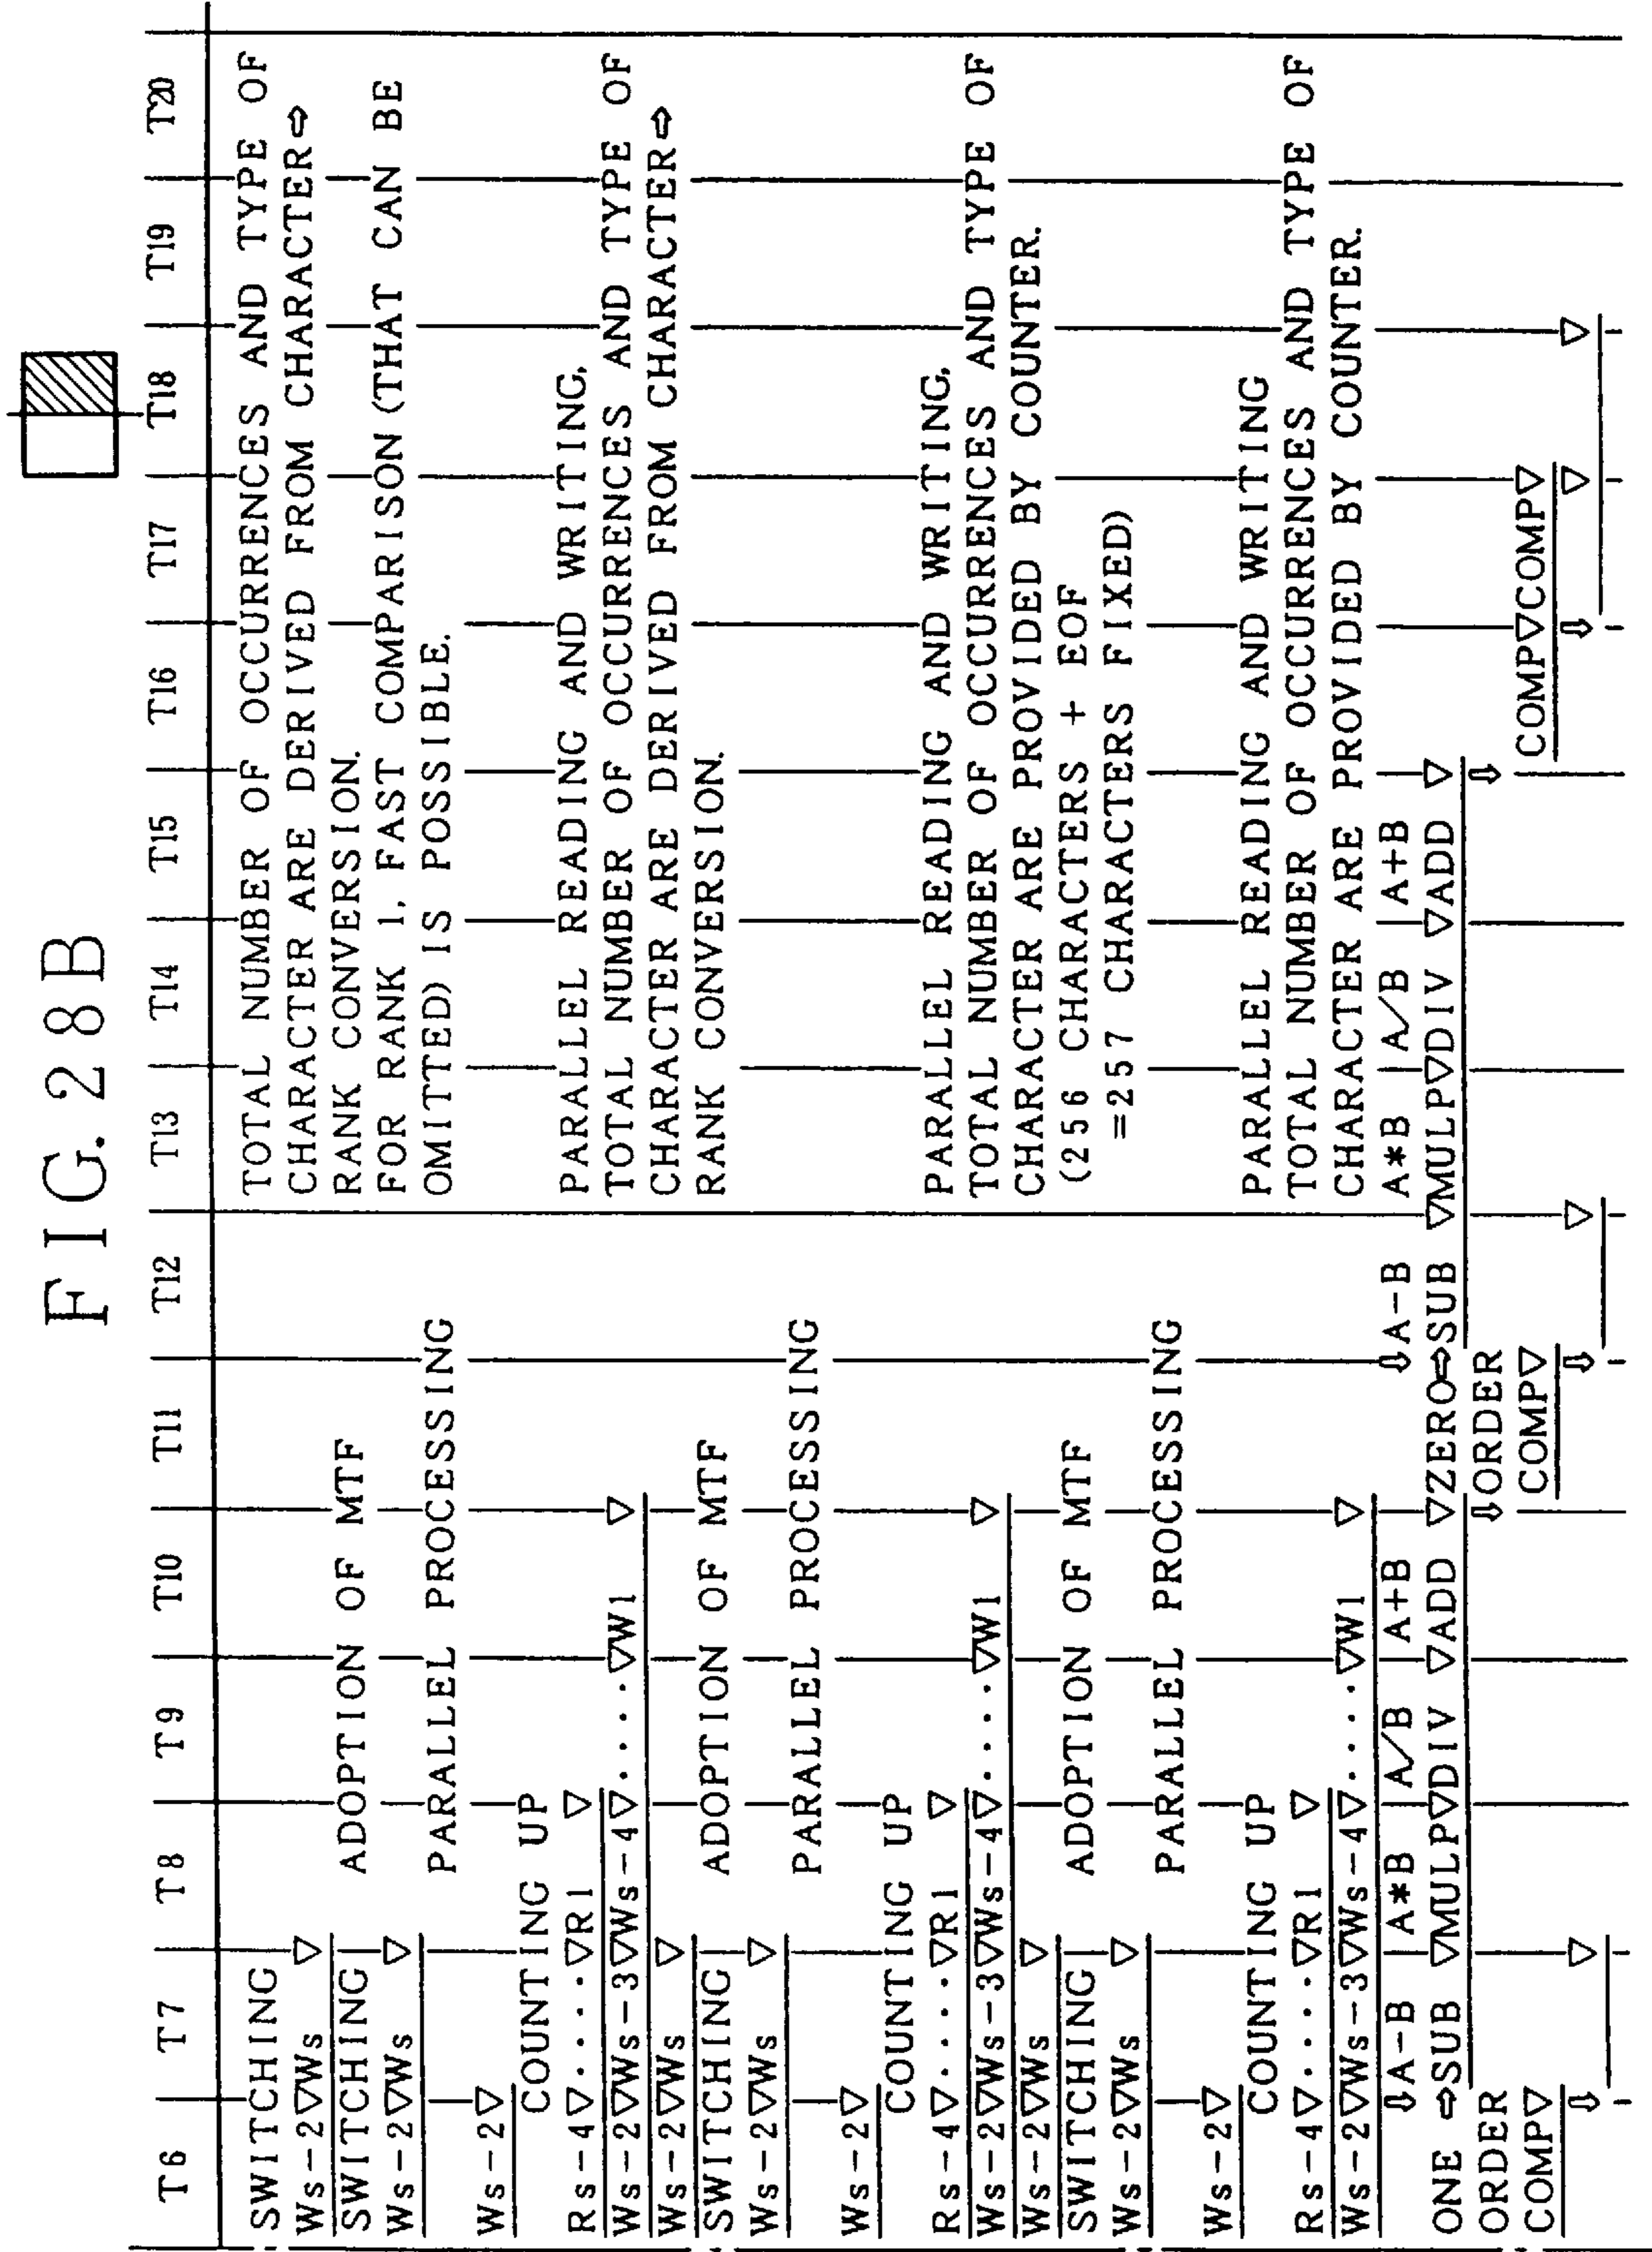 FIG. 28B
T6 T7 T8 T9 T10 T11 T12 T13 T14 T15 T16 T17 T18 T19 T20
SWITCHING
TOTAL NUMBER OF OCCURRENCES AND TYPE OF
Ws-2▽Ws ▽
CHARACTER ARE DERIVED FROM CHARACTER⇔
SWITCHING
ADOPTION OF MTF
RANK CONVERSION.
Ws-2▽Ws ▽
FOR RANK 1, FAST COMPARISON (THAT CAN BE
PARALLEL PROCESSING
OMITTED) IS POSSIBLE.
Ws-2▽
COUNTING UP
Rs-4▽....▽R1 ▽
PARALLEL READING AND WRITING,
Ws-2▽Ws-3▽Ws-4▽.....▽W1 ▽
TOTAL NUMBER OF OCCURRENCES AND TYPE OF
Ws-2▽Ws ▽
CHARACTER ARE DERIVED FROM CHARACTER⇔
SWITCHING
ADOPTION OF MTF
RANK CONVERSION.
Ws-2▽Ws ▽
PARALLEL PROCESSING
Ws-2▽
COUNTING UP
Rs-4▽....▽R1 ▽
PARALLEL READING AND WRITING,
Ws-2▽Ws-3▽Ws-4▽.....▽W1 ▽
TOTAL NUMBER OF OCCURRENCES AND TYPE OF
Ws-2▽Ws ▽
CHARACTER ARE PROVIDED BY COUNTER.
SWITCHING
ADOPTION OF MTF
(256 CHARACTERS + EOF
Ws-2▽Ws ▽
=257 CHARACTERS FIXED)
PARALLEL PROCESSING
Ws-2▽
COUNTING UP
PARALLEL READING AND WRITING
Rs-4▽....▽R1 ▽
TOTAL NUMBER OF OCCURRENCES AND TYPE OF
Ws-2▽Ws-3▽Ws-4▽.....▽W1 ▽
CHARACTER ARE PROVIDED BY COUNTER.
⇩A-B A*B A/B A+B ⇩A-B A*B A/B A+B
ONE ⇔SUB ▽MULP▽DIV ▽ADD ▽ZERO⇔SUB ▽MULP▽DIV ▽ADD ▽
ORDER ⇩ORDER ⇩
COMP▽ COMP▽ COMP▽COMP▽
⇩ ▽ ⇩ ▽ ⇩ ▽ ▽